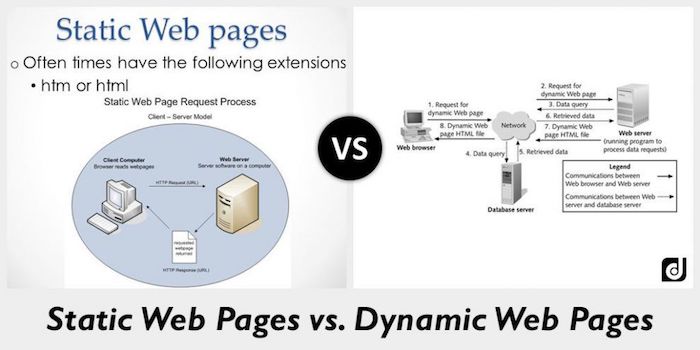 Static Web pages
o Often times have the following extensions
• htm or html
Static Web Page Request Process
Client – Server Model
Client Computer
Browser reads webpages
Web Server
Server software on a computer
HTTP Request (URL)
requested
webpage
returned
HTTP Response (URL)
VS
1. Request for
dynamic Web page
8. Dynamic Web
page HTML file
Web browser
Network
2. Request for
dynamic Web page
3. Data query
6. Retrieved data
7. Dynamic Web
page HTML file
Web server
(running program to
process data requests)
4. Data query
5. Retrieved data
Database server
Legend
Communications between
Web browser and Web server
Communications between Web
server and database server
d
Static Web Pages vs. Dynamic Web Pages